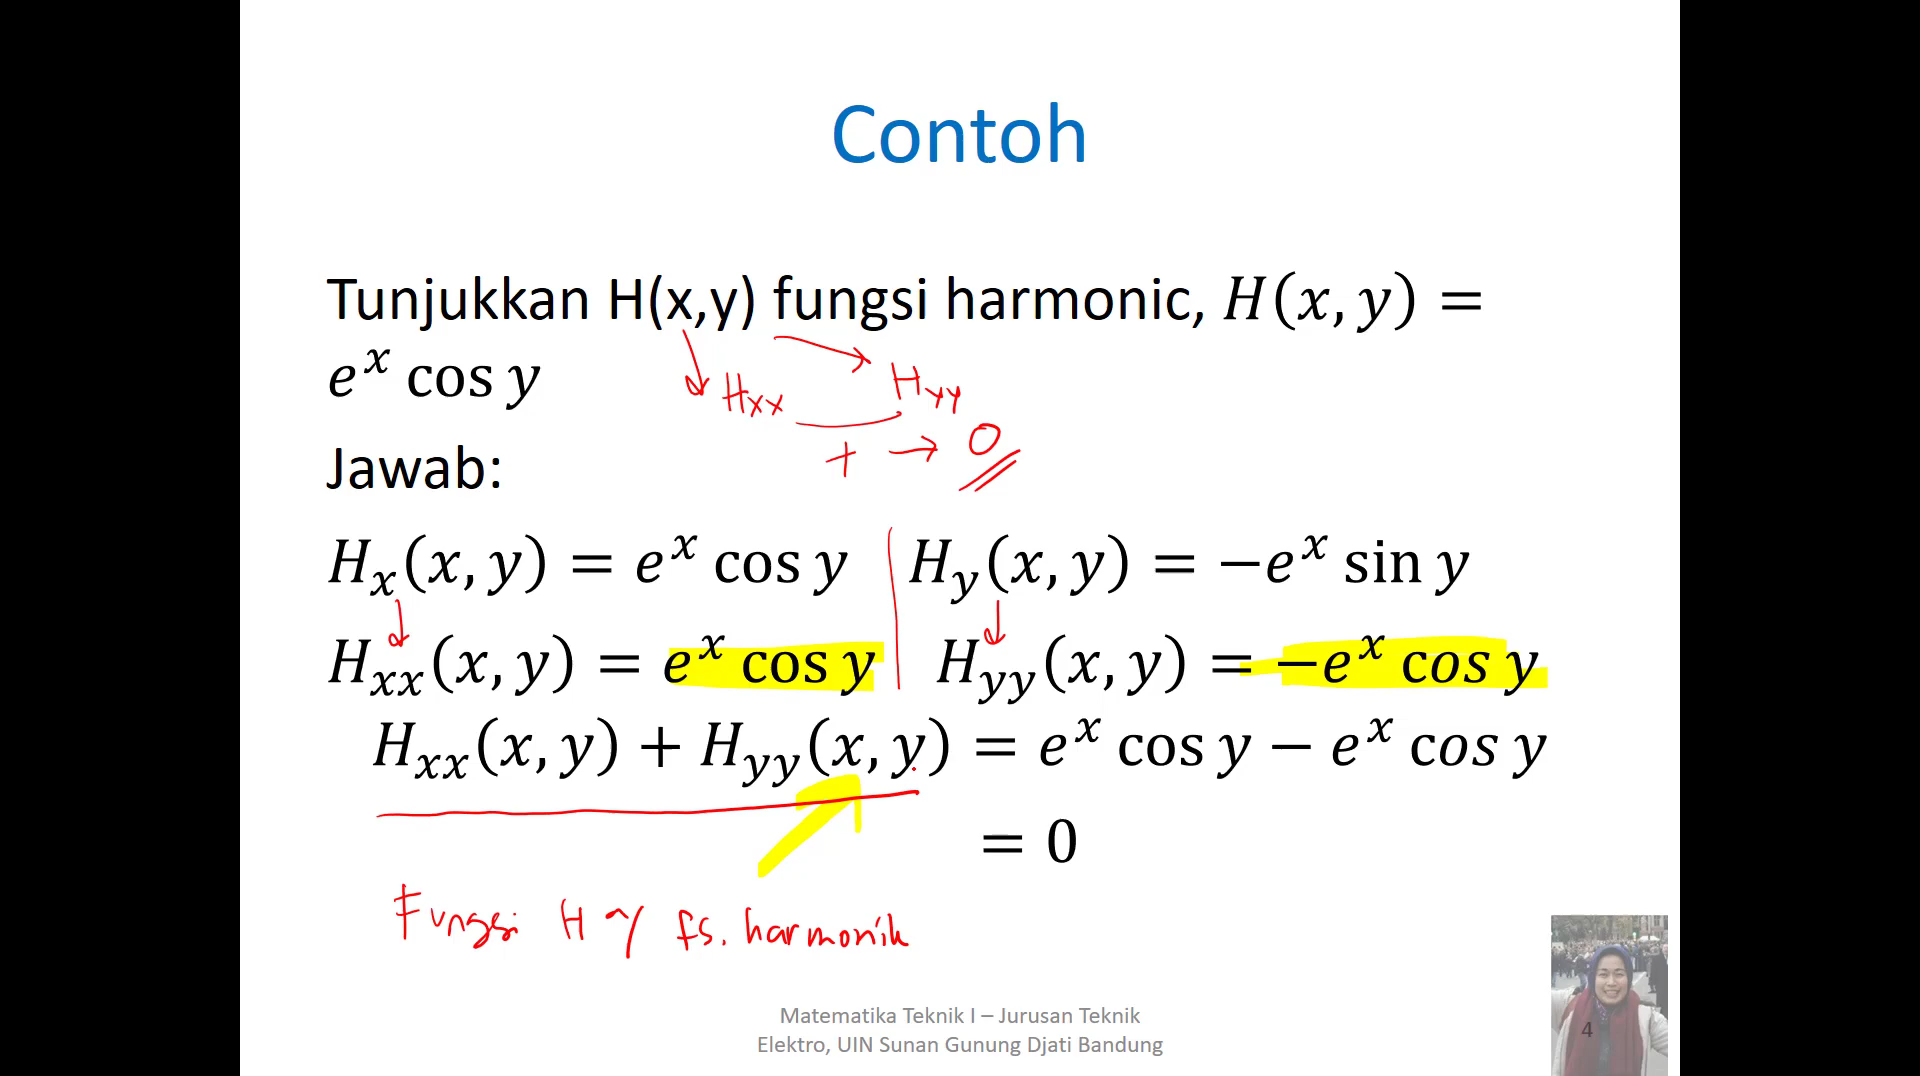 Contoh
Tunjukkan H(x,y) fungsi harmonic, H(x, y) =
e^x cos y
Hxx
Hyy
+ → 0
Jawab:
H_x(x, y) = e^x cos y
H_y(x, y) = −e^x sin y
H_xx(x, y) = e^x cos y
H_yy(x, y) = −e^x cos y
H_xx(x, y) + H_yy(x, y) = e^x cos y − e^x cos y
= 0
Fungsi H fs. harmonik
Matematika Teknik I – Jurusan Teknik
Elektro, UIN Sunan Gunung Djati Bandung
4